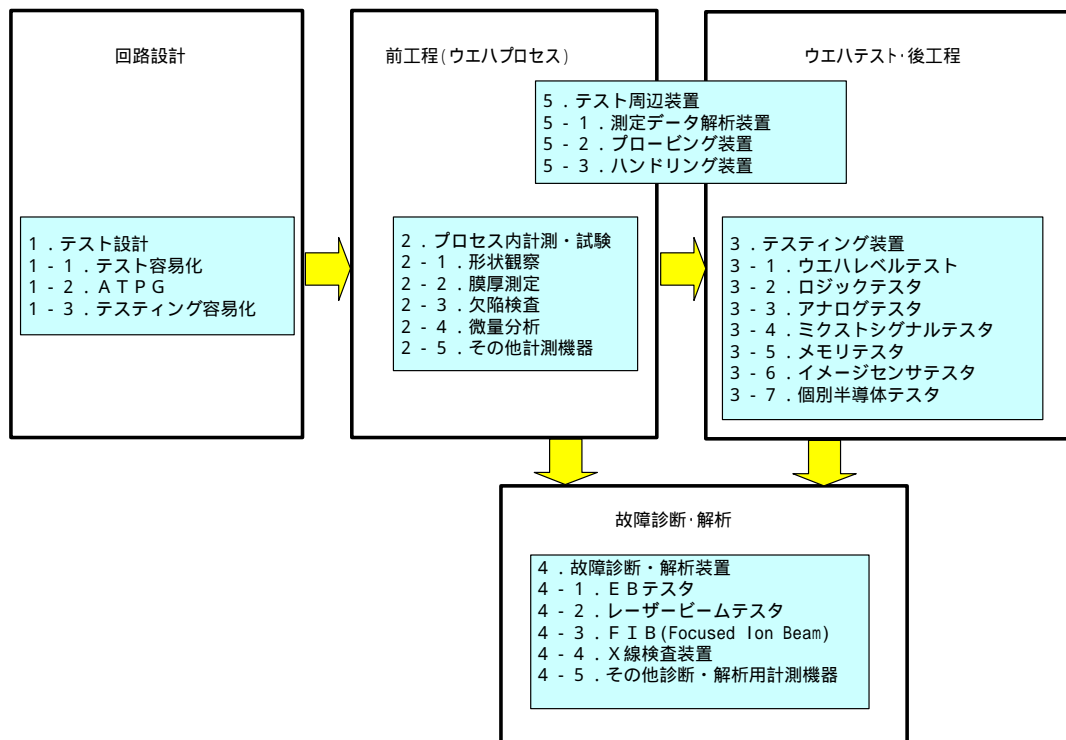 回路設計
前工程(ウエハプロセス)
ウエハテスト・後工程
5．テスト周辺装置
5-1．測定データ解析装置
5-2．プロービング装置
5-3．ハンドリング装置
1．テスト設計
1-1．テスト容易化
1-2．ATPG
1-3．テスティング容易化
2．プロセス内計測・試験
2-1．形状観察
2-2．膜厚測定
2-3．欠陥検査
2-4．微量分析
2-5．その他計測機器
3．テスティング装置
3-1．ウエハレベルテスト
3-2．ロジックテスタ
3-3．アナログテスタ
3-4．ミクストシグナルテスタ
3-5．メモリテスタ
3-6．イメージセンサテスタ
3-7．個別半導体テスタ
故障診断・解析
4．故障診断・解析装置
4-1．EBテスタ
4-2．レーザービームテスタ
4-3．FIB(Focused Ion Beam)
4-4．X線検査装置
4-5．その他診断・解析用計測機器